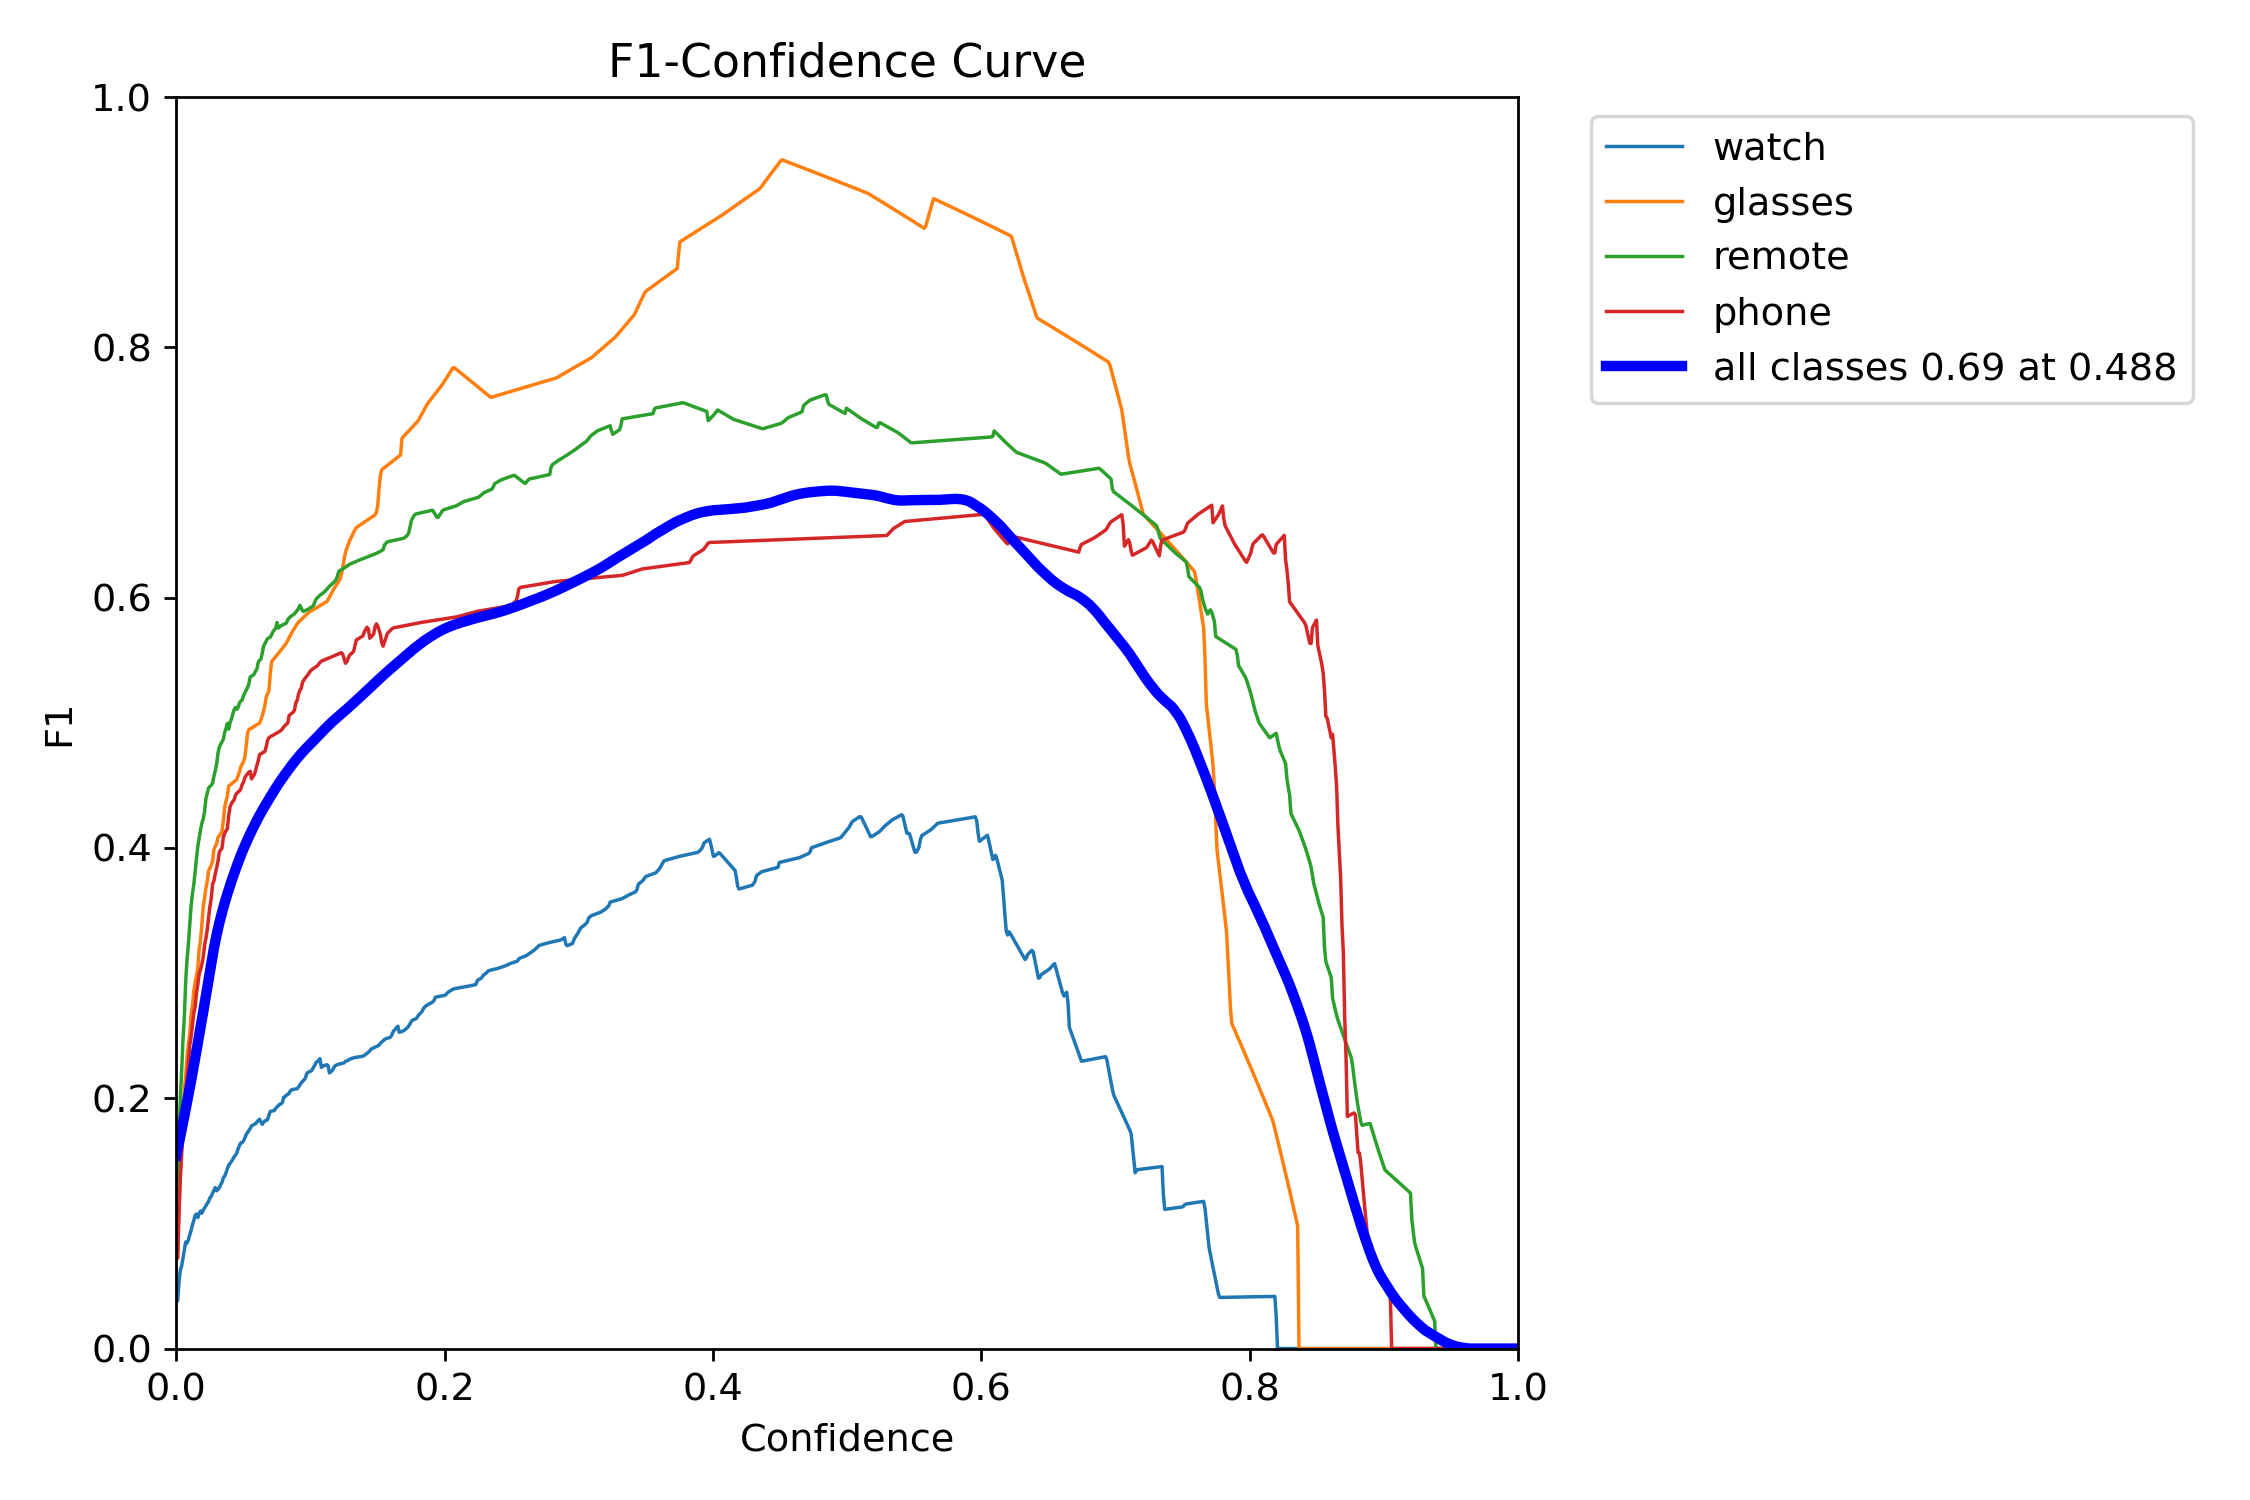 F1-Confidence Curve
1.0
0.8
0.6
0.4
0.2
0.0
F1
0.0 0.2 0.4 0.6 0.8 1.0
Confidence
watch
glasses
remote
phone
all classes 0.69 at 0.488